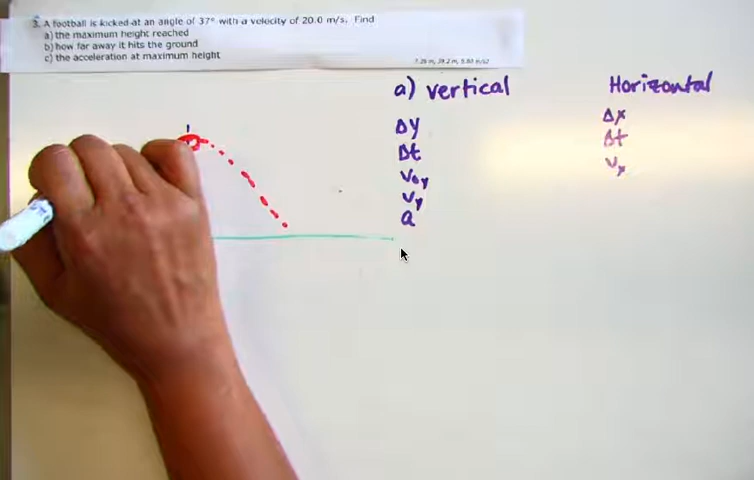 3. A football is kicked at an angle of 37° with a velocity of 20.0 m/s. Find
a) the maximum height reached
b) how far away it hits the ground
c) the acceleration at maximum height
a) vertical
Δy
Δt
Voy
Vy
a
Horizontal
Δx
Δt
Vx